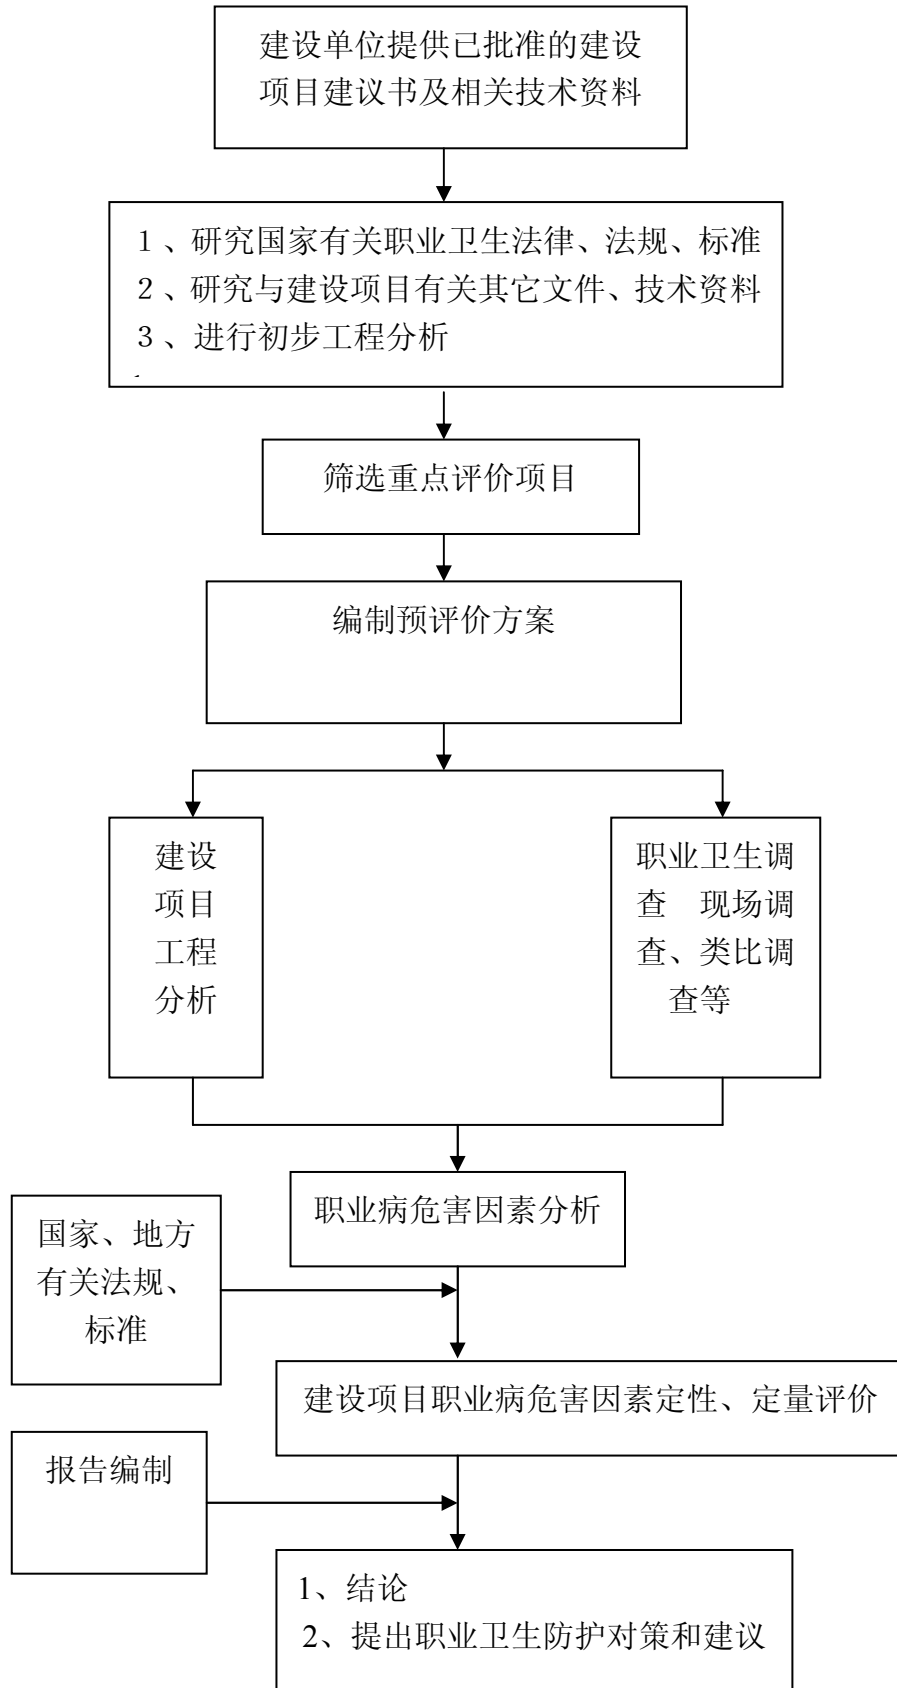 建设单位提供已批准的建设
项目建议书及相关技术资料
１、研究国家有关职业卫生法律、法规、标准
２、研究与建设项目有关其它文件、技术资料
３、进行初步工程分析
筛选重点评价项目
编制预评价方案
建设
项目
工程
分析
职业卫生调
查　现场调
查、类比调
查等
职业病危害因素分析
国家、地方
有关法规、
标准
建设项目职业病危害因素定性、定量评价
报告编制
1、结论
2、提出职业卫生防护对策和建议